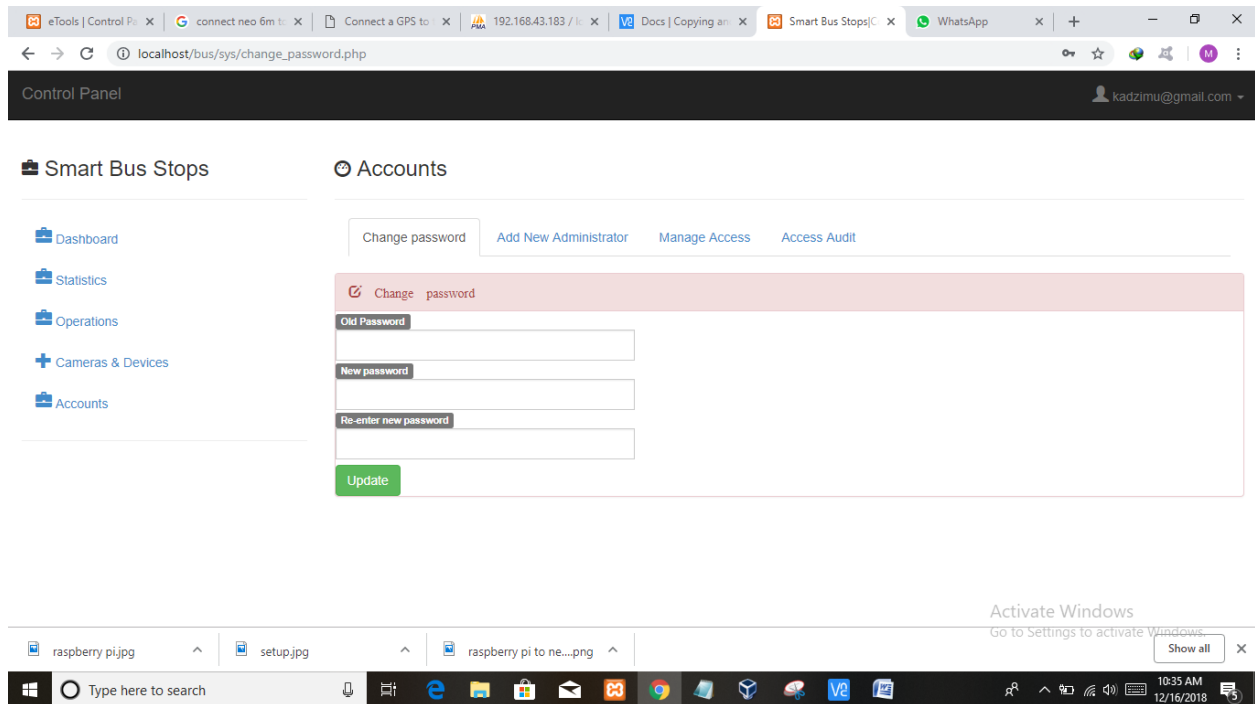 eTools | Control Pa
connect neo 6m to
Connect a GPS to
192.168.43.183 / lo
Docs | Copying an
Smart Bus Stops|C
WhatsApp
localhost/bus/sys/change_password.php
M
Control Panel
kadzimu@gmail.com
Smart Bus Stops
Accounts
Dashboard
Statistics
Operations
Cameras & Devices
Accounts
Change password
Add New Administrator
Manage Access
Access Audit
Change password
Old Password
New password
Re-enter new password
Update
Activate Windows
Go to Settings to activate Windows.
raspberry pi.jpg
setup.jpg
raspberry pi to ne....png
Show all
Type here to search
10:35 AM
12/16/2018